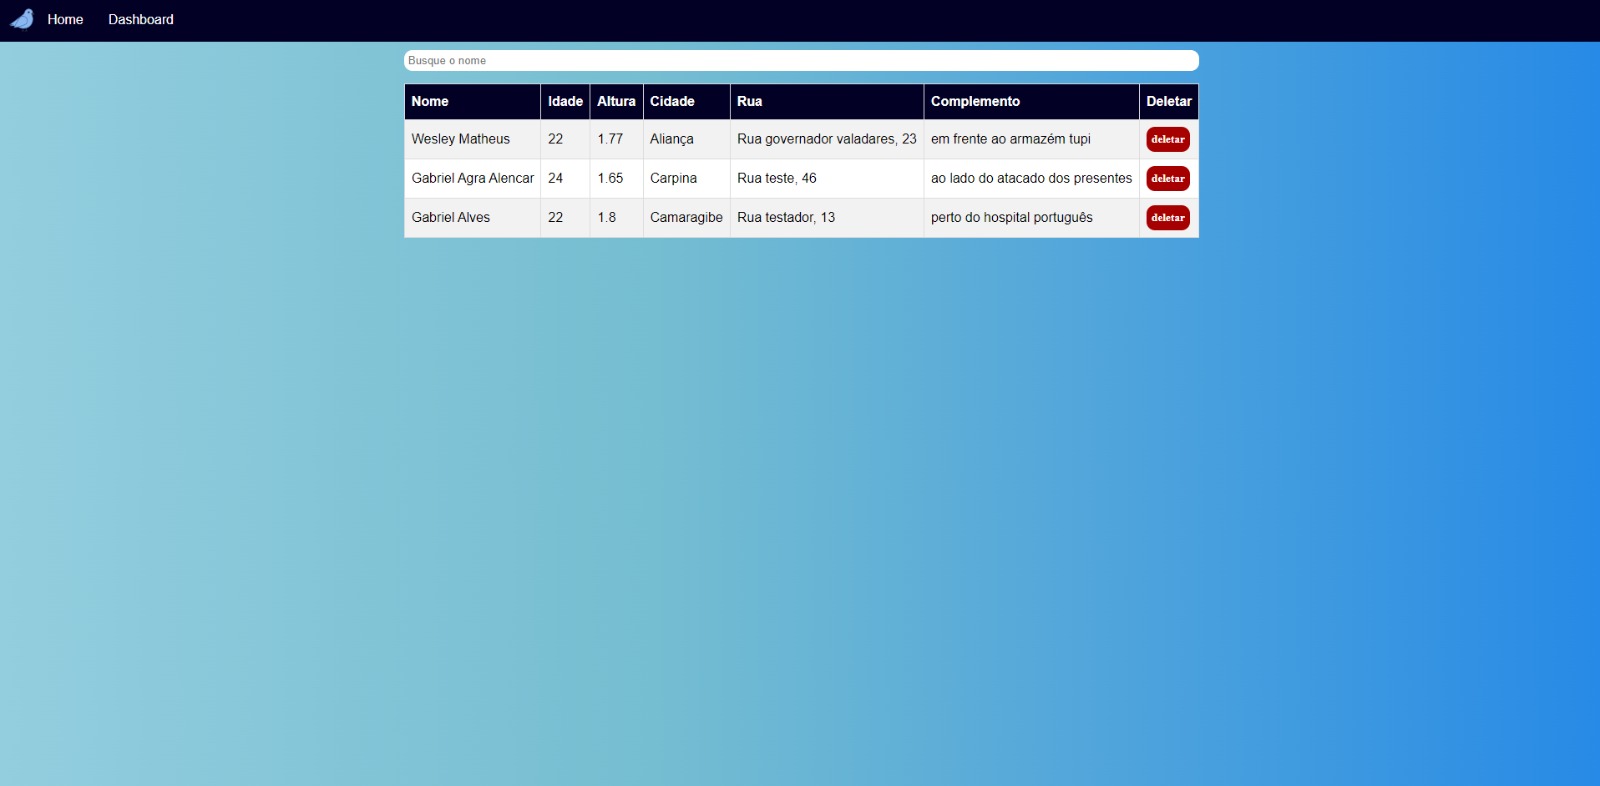 Home Dashboard
Busque o nome
Nome Idade Altura Cidade Rua Complemento Deletar
Wesley Matheus 22 1.77 Aliança Rua governador valadares, 23 em frente ao armazém tupi deletar
Gabriel Agra Alencar 24 1.65 Carpina Rua teste, 46 ao lado do atacado dos presentes deletar
Gabriel Alves 22 1.8 Camaragibe Rua testador, 13 perto do hospital português deletar